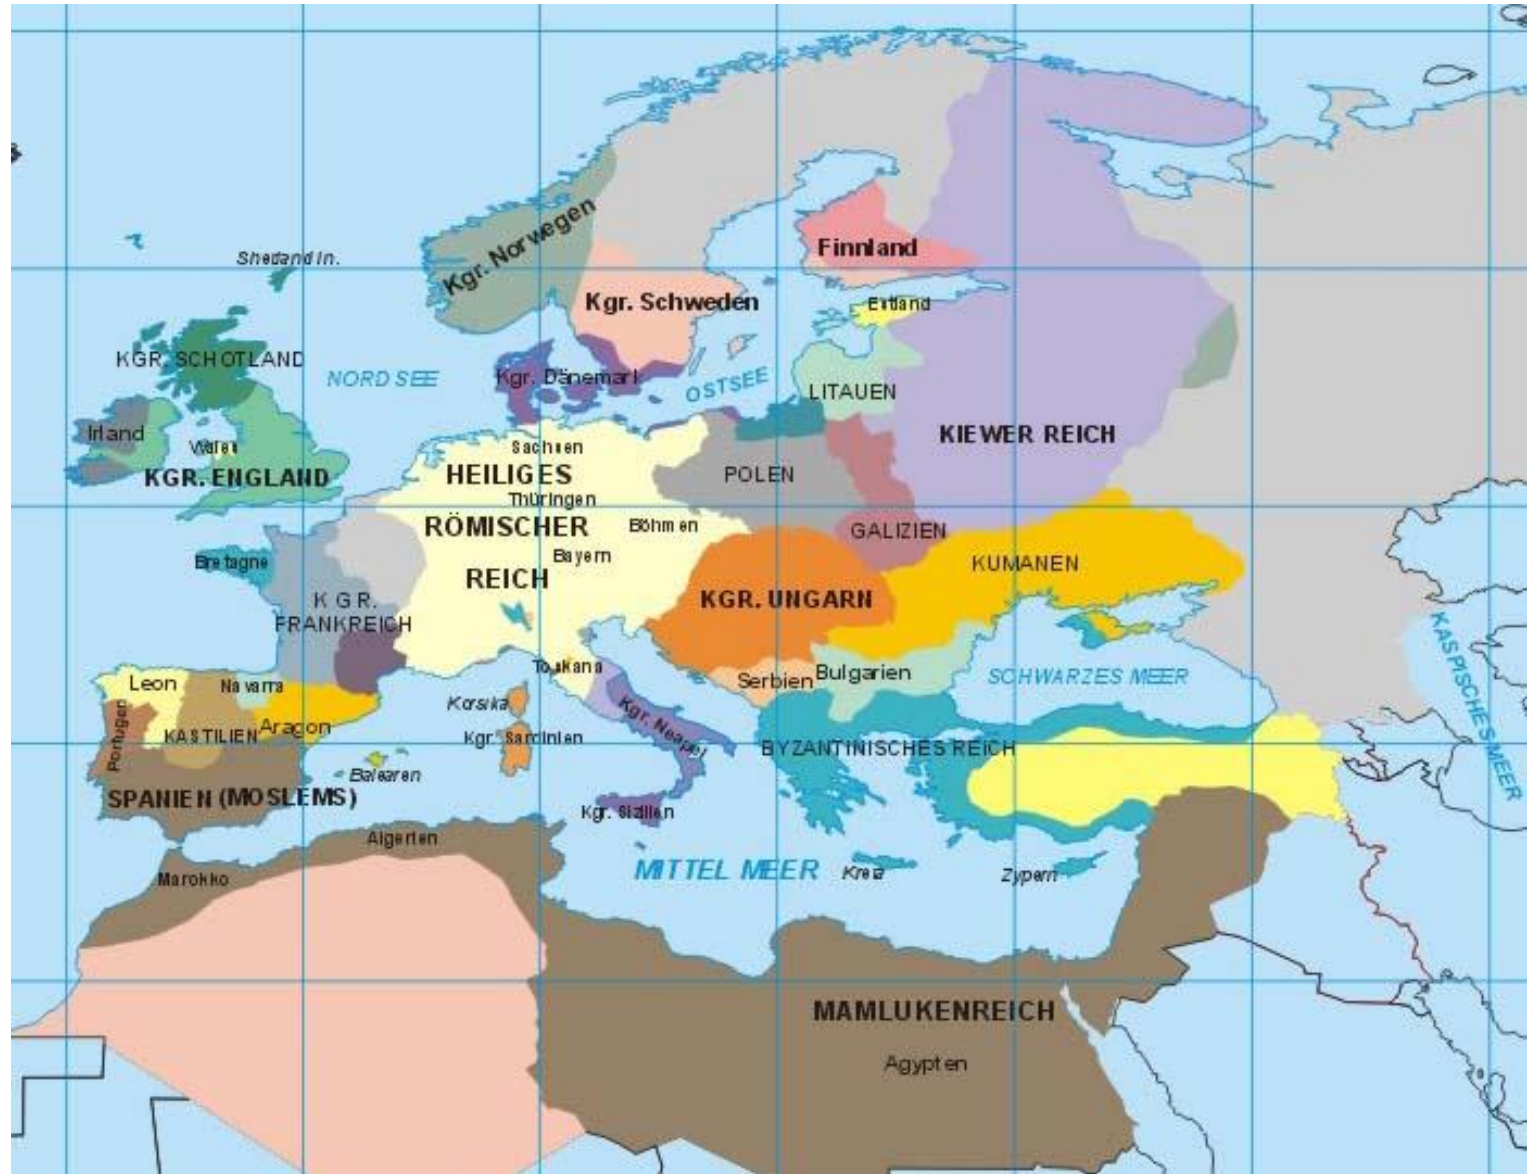 Shetland In.
Kgr. Norwegen
Finnland
Kgr. Schweden
Estland
KGR. SCHOTLAND
NORD SEE
Kgr. Dänemark
OSTSEE
LITAUEN
Irland
Wales
KGR. ENGLAND
Sachsen
HEILIGES
Thüringen
RÖMISCHER
Böhmen
Bayern
REICH
POLEN
KIEWER REICH
GALIZIEN
KUMANEN
Bretagne
KGR.
FRANKREICH
KGR. UNGARN
KASPISCHES MEER
Leon
Navarra
Portugal
KASTILIEN
Aragon
Toskana
Korsika
Kgr. Sardinien
Kgr. Neapel
Serbien
Bulgarien
SCHWARZES MEER
BYZANTINISCHES REICH
Balearen
SPANIEN (MOSLEMS)
Kgr. Sizilien
Algerien
Marokko
MITTEL MEER
Kreta
Zypern
MAMLUKENREICH
Ägypten